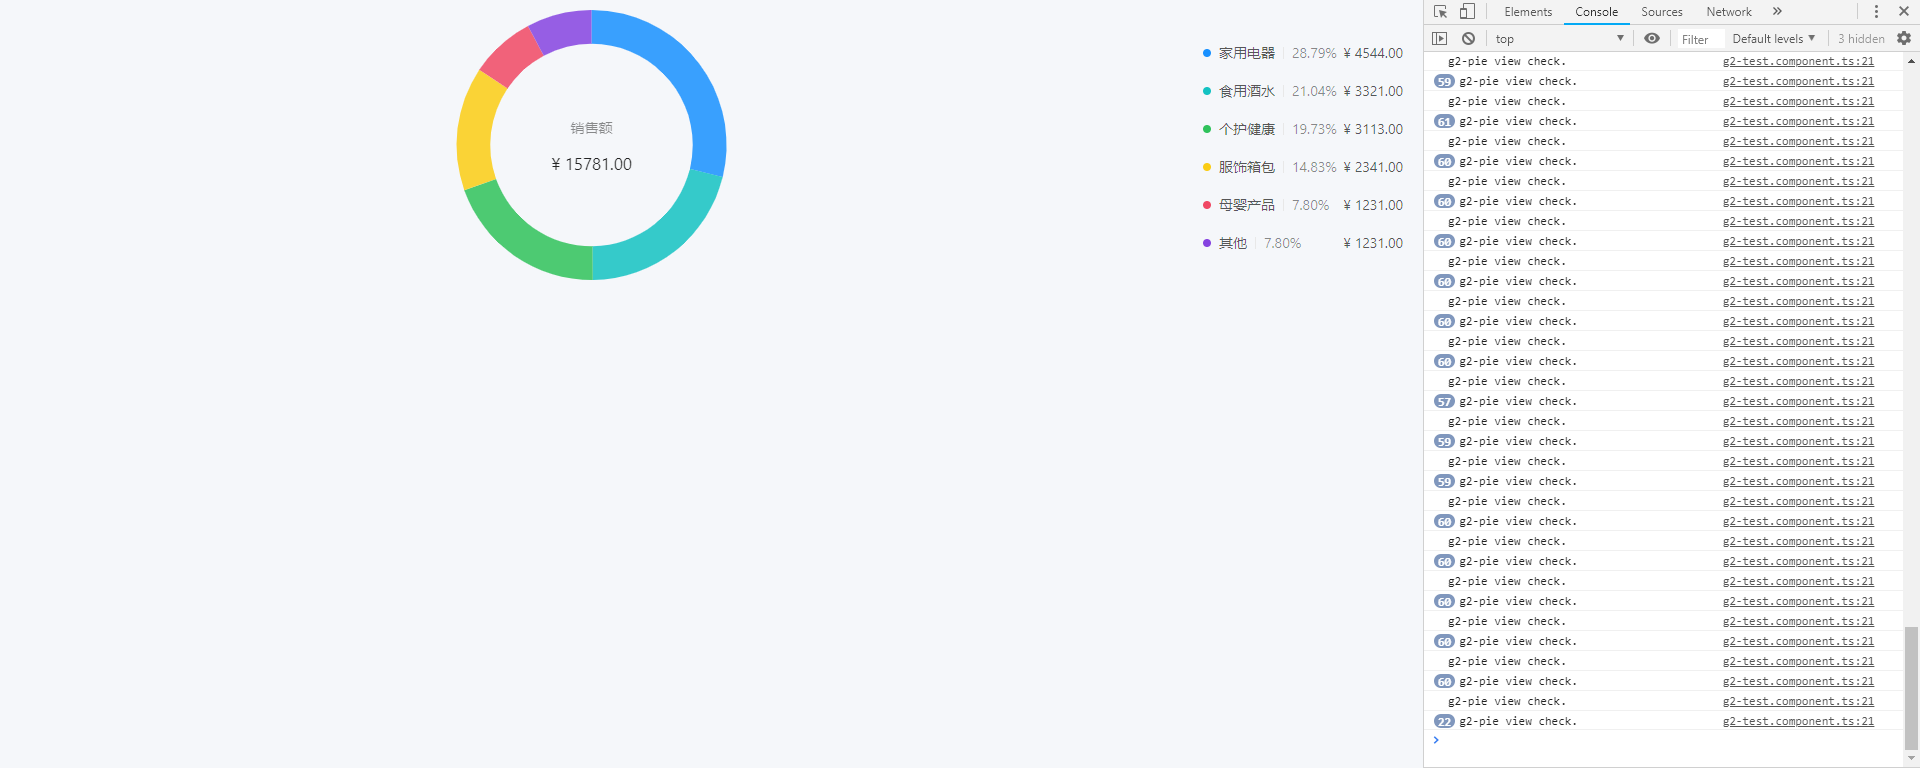 销售额
¥ 15781.00
家用电器 28.79% ¥ 4544.00
食用酒水 21.04% ¥ 3321.00
个护健康 19.73% ¥ 3113.00
服饰箱包 14.83% ¥ 2341.00
母婴产品 7.80% ¥ 1231.00
其他 7.80% ¥ 1231.00
Elements Console Sources Network »
top Filter Default levels 3 hidden
g2-pie view check. g2-test.component.ts:21
59 g2-pie view check. g2-test.component.ts:21
g2-pie view check. g2-test.component.ts:21
61 g2-pie view check. g2-test.component.ts:21
g2-pie view check. g2-test.component.ts:21
60 g2-pie view check. g2-test.component.ts:21
g2-pie view check. g2-test.component.ts:21
60 g2-pie view check. g2-test.component.ts:21
g2-pie view check. g2-test.component.ts:21
60 g2-pie view check. g2-test.component.ts:21
g2-pie view check. g2-test.component.ts:21
60 g2-pie view check. g2-test.component.ts:21
g2-pie view check. g2-test.component.ts:21
60 g2-pie view check. g2-test.component.ts:21
g2-pie view check. g2-test.component.ts:21
60 g2-pie view check. g2-test.component.ts:21
g2-pie view check. g2-test.component.ts:21
57 g2-pie view check. g2-test.component.ts:21
g2-pie view check. g2-test.component.ts:21
59 g2-pie view check. g2-test.component.ts:21
g2-pie view check. g2-test.component.ts:21
59 g2-pie view check. g2-test.component.ts:21
g2-pie view check. g2-test.component.ts:21
60 g2-pie view check. g2-test.component.ts:21
g2-pie view check. g2-test.component.ts:21
60 g2-pie view check. g2-test.component.ts:21
g2-pie view check. g2-test.component.ts:21
60 g2-pie view check. g2-test.component.ts:21
g2-pie view check. g2-test.component.ts:21
60 g2-pie view check. g2-test.component.ts:21
g2-pie view check. g2-test.component.ts:21
60 g2-pie view check. g2-test.component.ts:21
g2-pie view check. g2-test.component.ts:21
22 g2-pie view check. g2-test.component.ts:21